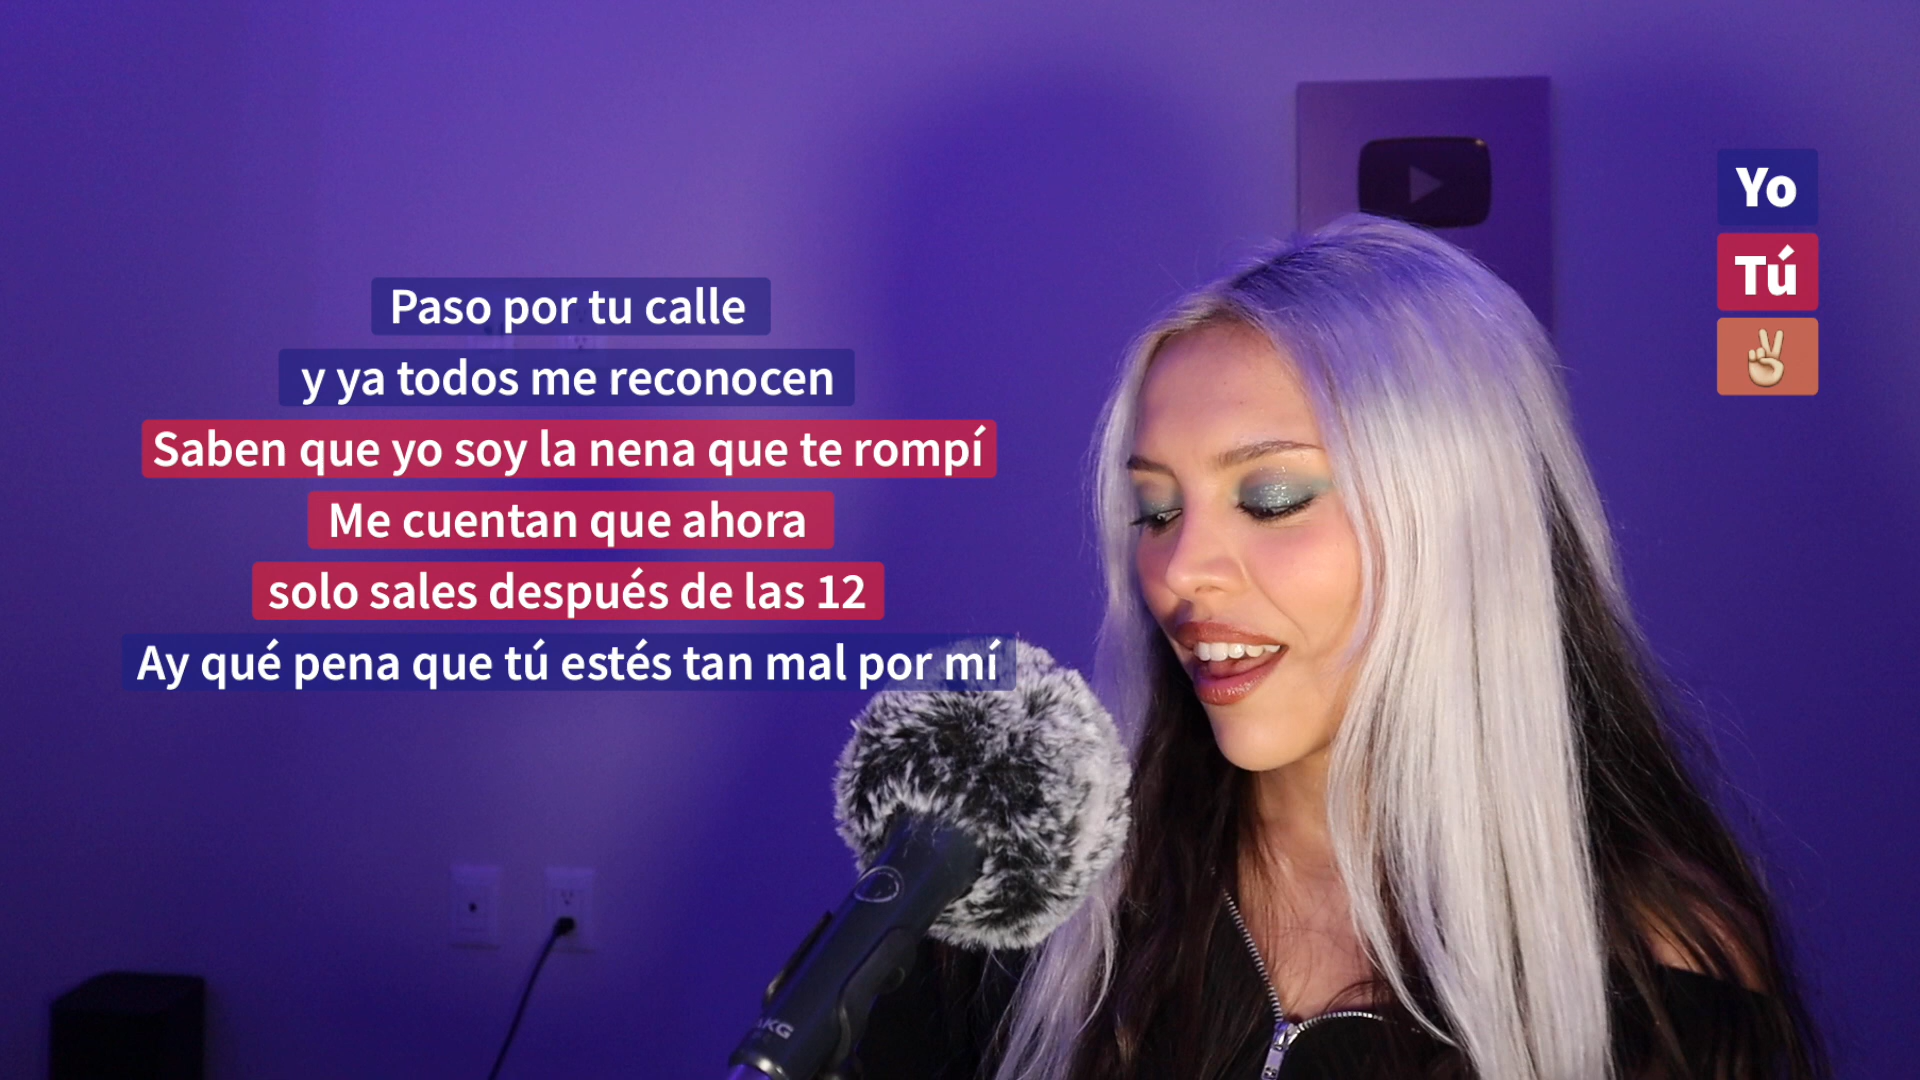 Paso por tu calle
y ya todos me reconocen
Saben que yo soy la nena que te rompí
Me cuentan que ahora
solo sales después de las 12
Ay qué pena que tú estés tan mal por mí
Yo
Tú
✌
AKG